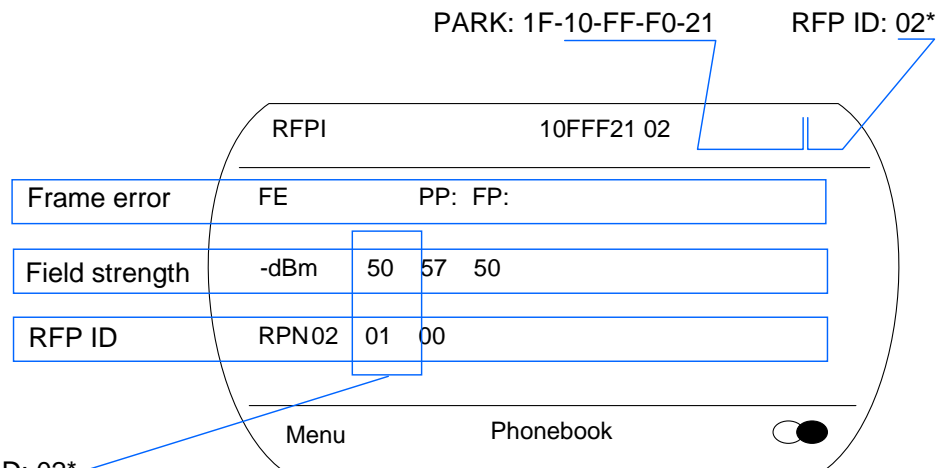 PARK: 1F-10-FF-F0-21 RFP ID: 02*
RFPI 10FFF21 02
Frame error FE PP: FP:
Field strength -dBm 50 57 50
RFP ID RPN02 01 00
Menu Phonebook
D: 02*